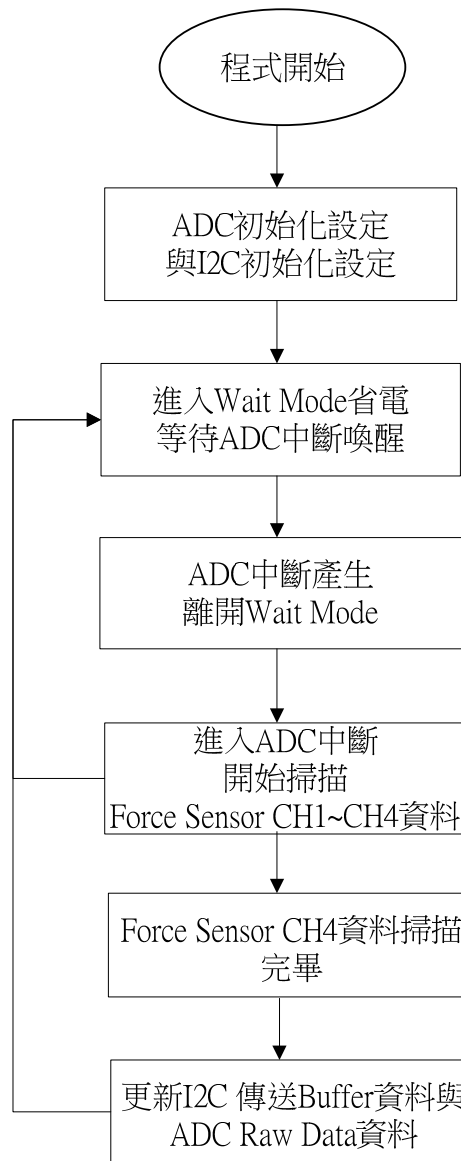 程式開始
ADC初始化設定
與I2C初始化設定
進入Wait Mode省電
等待ADC中斷喚醒
ADC中斷產生
離開Wait Mode
進入ADC中斷
開始掃描
Force Sensor CH1~CH4資料
Force Sensor CH4資料掃描
完畢
更新I2C 傳送Buffer資料與
ADC Raw Data資料